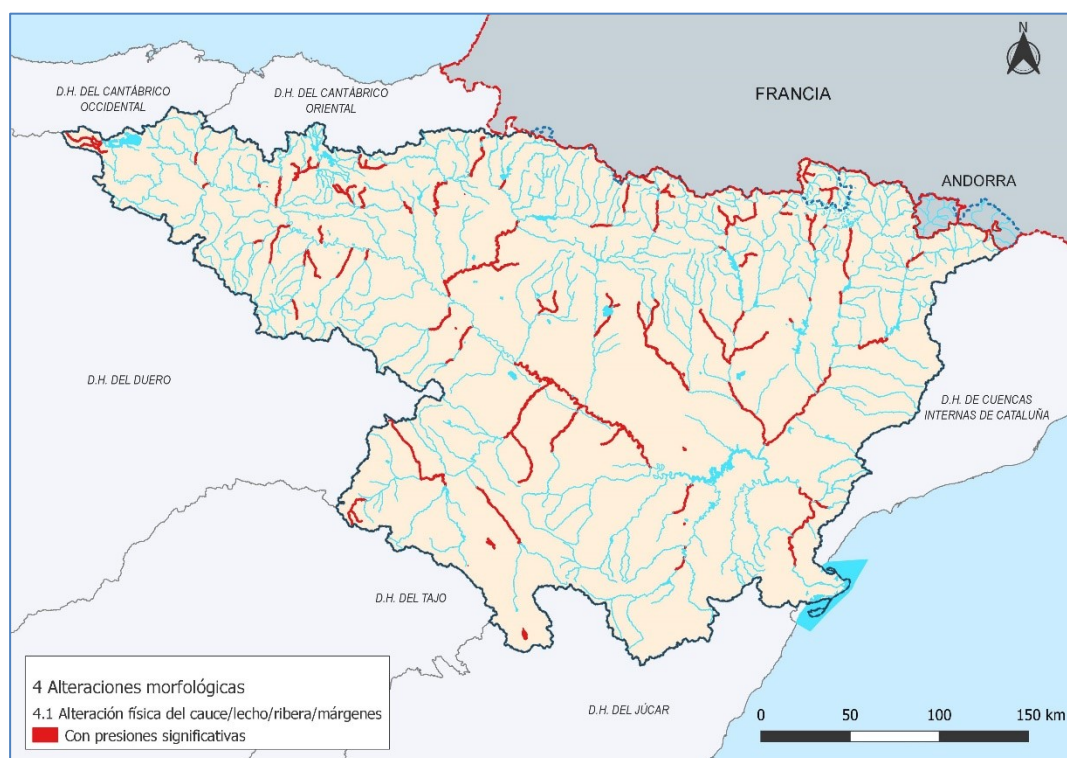 N
D.H. DEL CANTÁBRICO
OCCIDENTAL
D.H. DEL CANTÁBRICO
ORIENTAL
FRANCIA
ANDORRA
D.H. DEL DUERO
D.H. DE CUENCAS
INTERNAS DE CATALUÑA
D.H. DEL TAJO
D.H. DEL JÚCAR
4 Alteraciones morfológicas
4.1 Alteración física del cauce/lecho/ribera/márgenes
Con presiones significativas
0 50 100 150 km